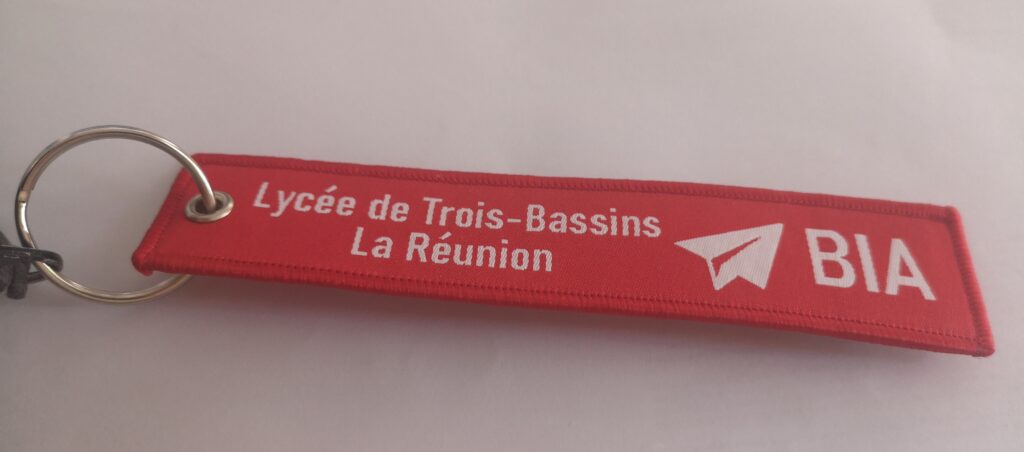 Lycée de Trois-Bassins
La Réunion
BIA